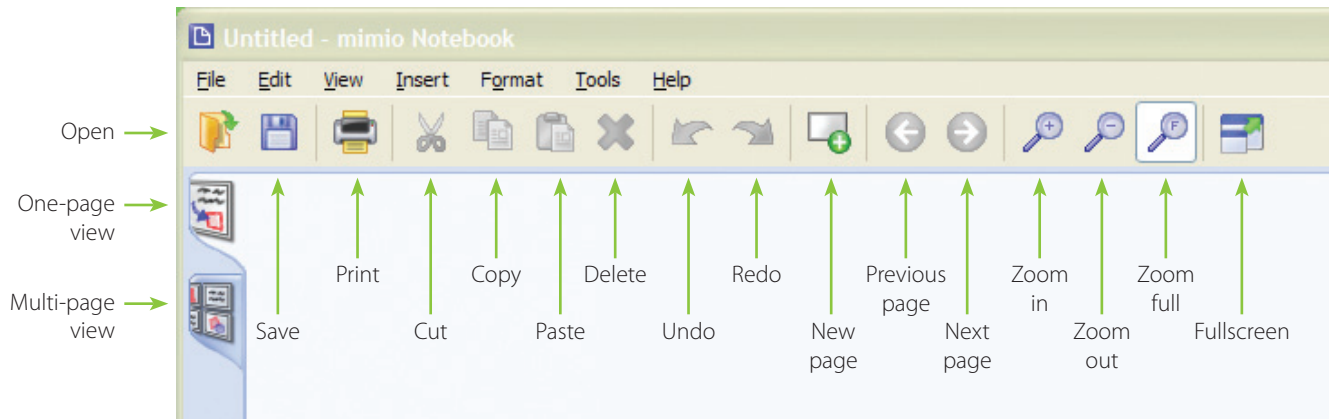 Untitled - mimio Notebook
File Edit View Insert Format Tools Help
Open
One-page
view
Multi-page
view
Print Copy Delete Redo Previous
page Zoom
in Zoom
full
Save Cut Paste Undo New
page Next
page Zoom
out Fullscreen
F